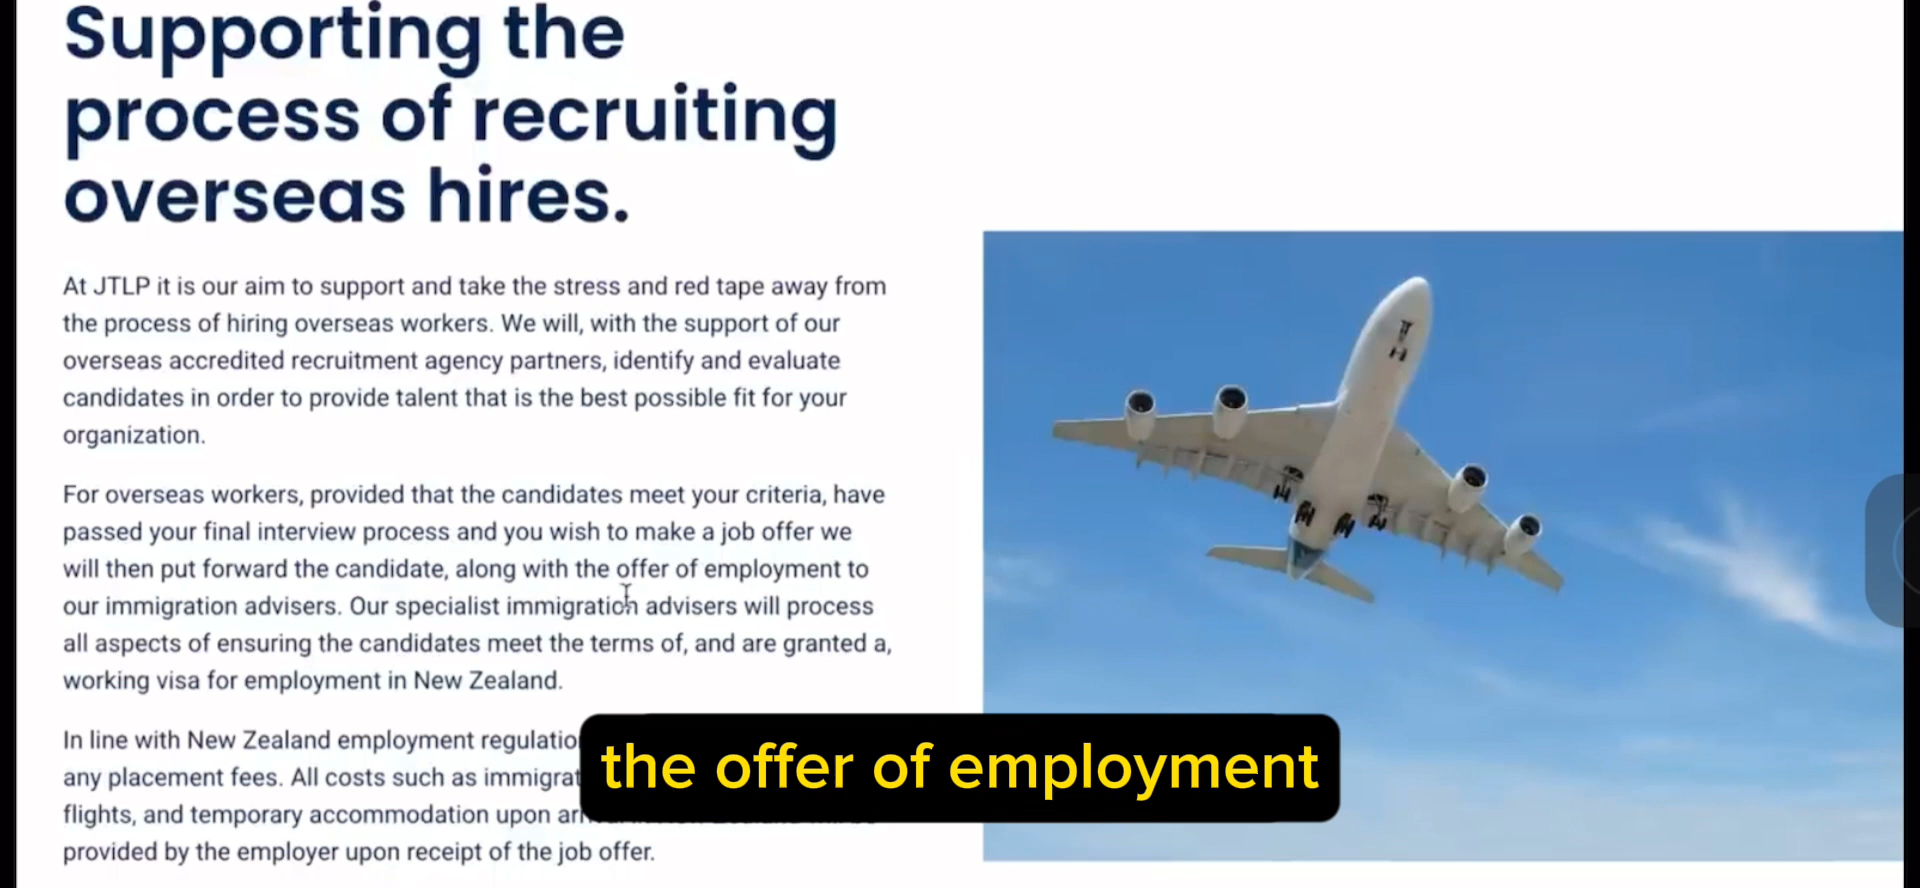 Supporting the
process of recruiting
overseas hires.
At JTLP it is our aim to support and take the stress and red tape away from
the process of hiring overseas workers. We will, with the support of our
overseas accredited recruitment agency partners, identify and evaluate
candidates in order to provide talent that is the best possible fit for your
organization.
For overseas workers, provided that the candidates meet your criteria, have
passed your final interview process and you wish to make a job offer we
will then put forward the candidate, along with the offer of employment to
our immigration advisers. Our specialist immigration advisers will process
all aspects of ensuring the candidates meet the terms of, and are granted a,
working visa for employment in New Zealand.
In line with New Zealand employment
any placement fees. All costs such as
flights, and temporary accommodation upon
provided by the employer upon receipt of the job offer.
the offer of employment